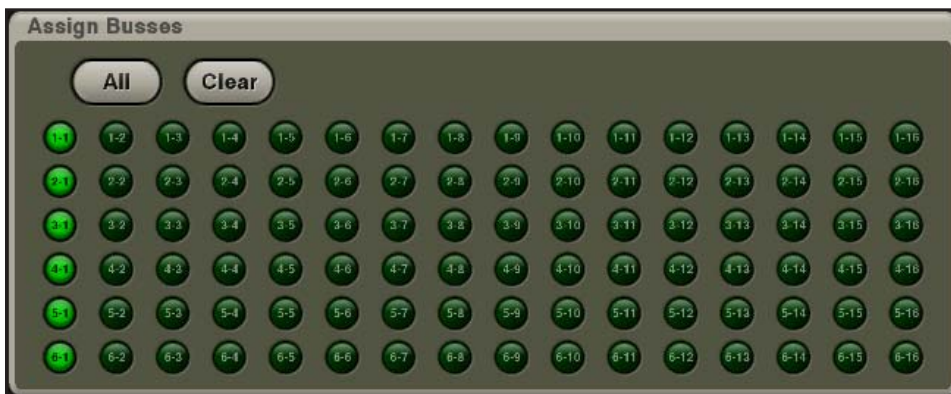 Assign Busses
All Clear
1-1 1-2 1-3 1-4 1-5 1-6 1-7 1-8 1-9 1-10 1-11 1-12 1-13 1-14 1-15 1-16
2-1 2-2 2-3 2-4 2-5 2-6 2-7 2-8 2-9 2-10 2-11 2-12 2-13 2-14 2-15 2-16
3-1 3-2 3-3 3-4 3-5 3-6 3-7 3-8 3-9 3-10 3-11 3-12 3-13 3-14 3-15 3-16
4-1 4-2 4-3 4-4 4-5 4-6 4-7 4-8 4-9 4-10 4-11 4-12 4-13 4-14 4-15 4-16
5-1 5-2 5-3 5-4 5-5 5-6 5-7 5-8 5-9 5-10 5-11 5-12 5-13 5-14 5-15 5-16
6-1 6-2 6-3 6-4 6-5 6-6 6-7 6-8 6-9 6-10 6-11 6-12 6-13 6-14 6-15 6-16